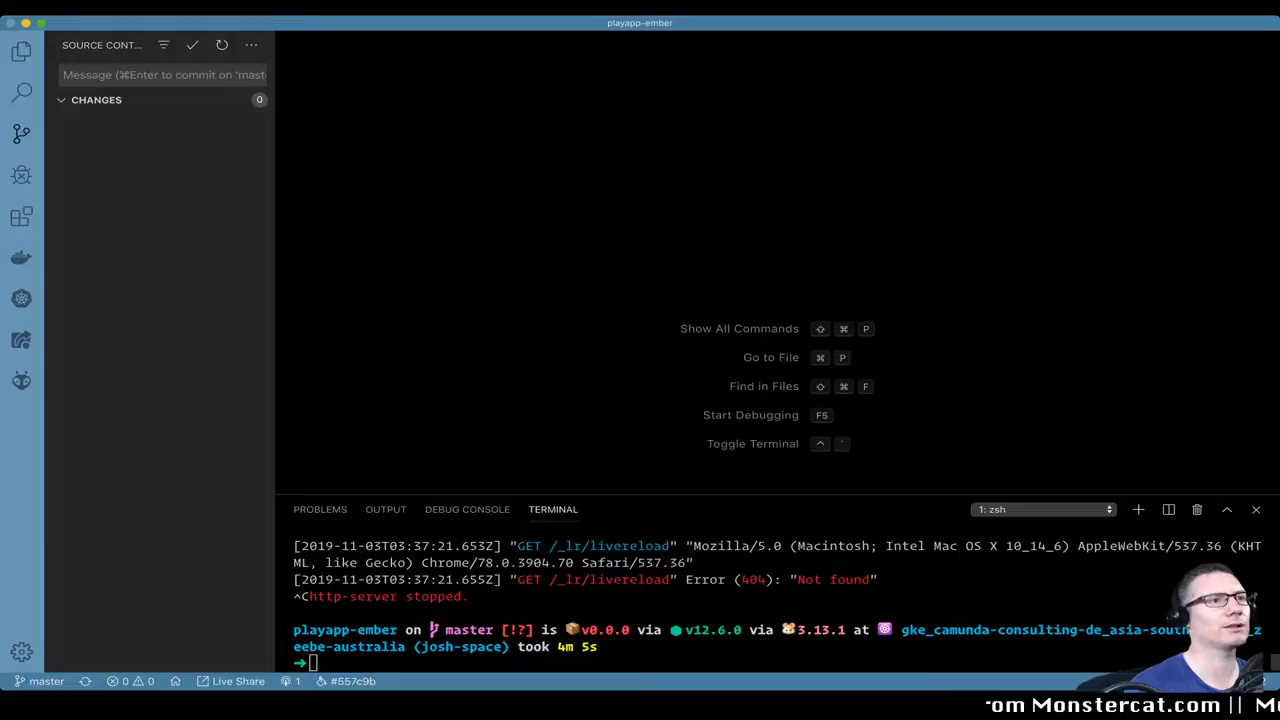 playapp-ember
SOURCE CONT...
Message (⌘Enter to commit on 'mast
CHANGES
0
Show All Commands ⇧ ⌘ P
Go to File ⌘ P
Find in Files ⇧ ⌘ F
Start Debugging F5
Toggle Terminal ^ `
PROBLEMS OUTPUT DEBUG CONSOLE TERMINAL
1: zsh
[2019-11-03T03:37:21.653Z] "GET /_lr/livereload" "Mozilla/5.0 (Macintosh; Intel Mac OS X 10_14_6) AppleWebKit/537.36 (KHT
ML, like Gecko) Chrome/78.0.3904.70 Safari/537.36"
[2019-11-03T03:37:21.655Z] "GET /_lr/livereload" Error (404): "Not found"
^Chttp-server stopped.
playapp-ember on master [!?] is v0.0.0 via v12.6.0 via 3.13.1 at gke_camunda-consulting-de_asia-sout _z
eebe-australia (josh-space) took 4m 5s
➜
master 0 0 Live Share 1 #557c9b
om Monstercat.com ||